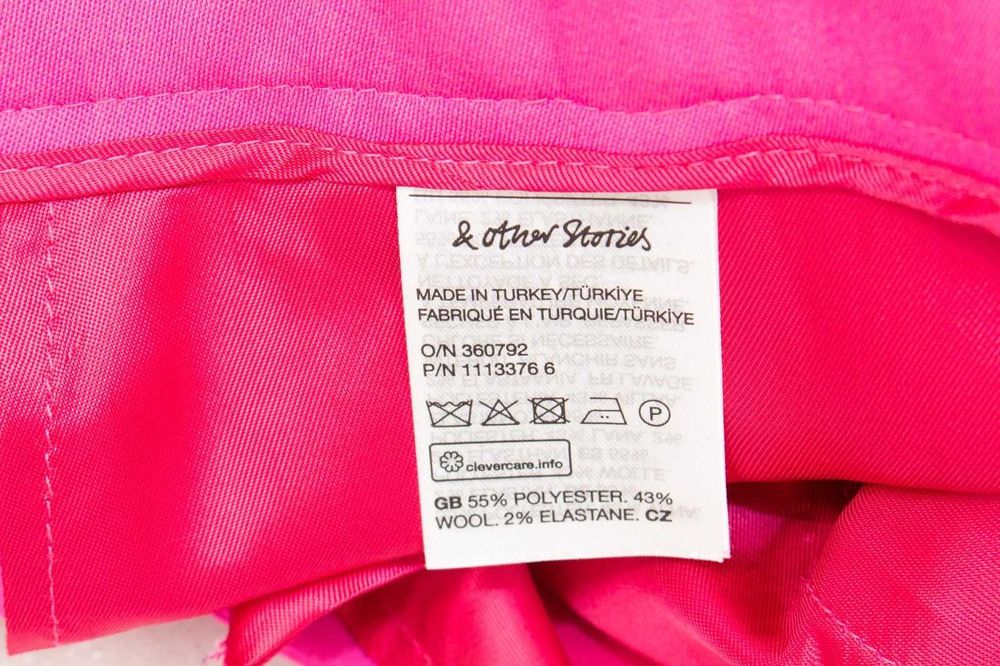 & other Stories
MADE IN TURKEY/TÜRKİYE
FABRIQUÉ EN TURQUIE/TÜRKİYE
O/N 360792
P/N 1113376 6
P
clevercare.info
GB 55% POLYESTER. 43%
WOOL. 2% ELASTANE. CZ